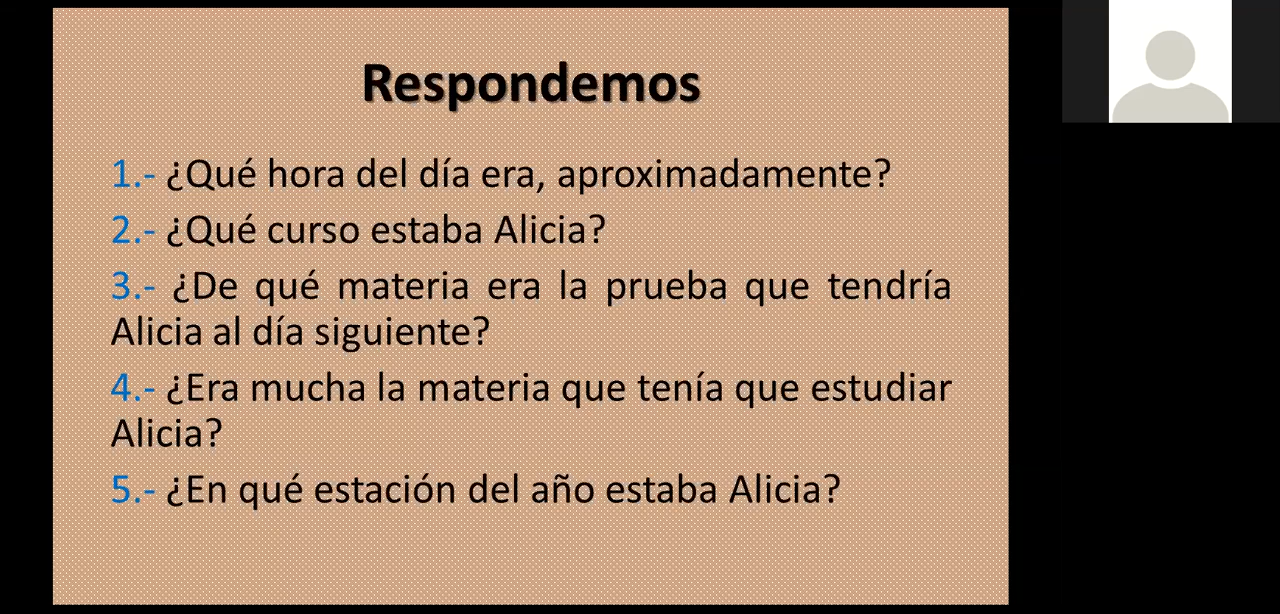 Respondemos
1.- ¿Qué hora del día era, aproximadamente?
2.- ¿Qué curso estaba Alicia?
3.- ¿De qué materia era la prueba que tendría
Alicia al día siguiente?
4.- ¿Era mucha la materia que tenía que estudiar
Alicia?
5.- ¿En qué estación del año estaba Alicia?